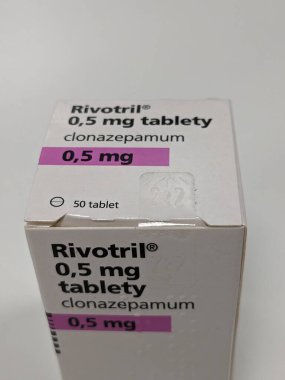 Rivotril®
0,5 mg tablety
clonazepamum
0,5 mg
50 tablet
Rivotril®
0,5 mg
tablety
clonazepamum
0,5 mg